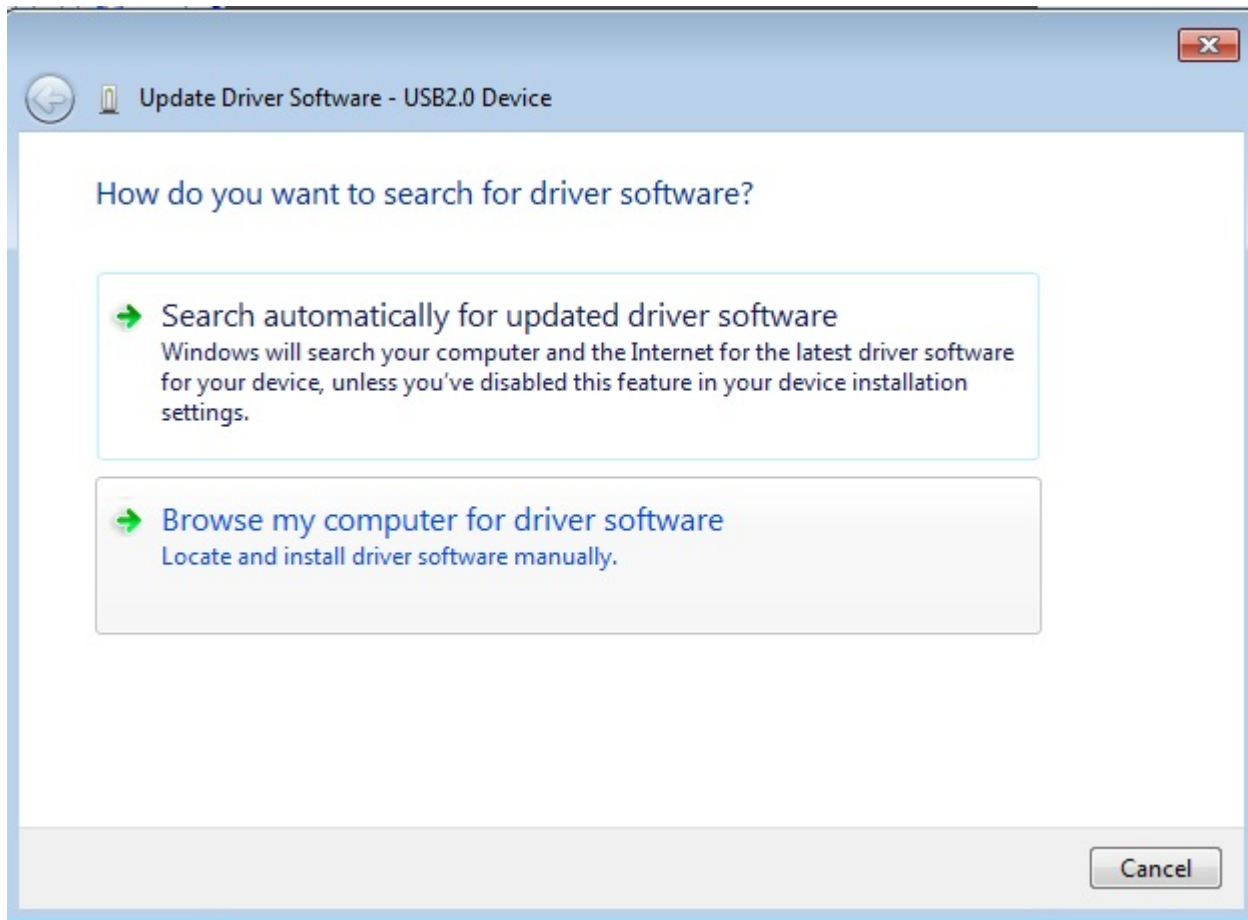 Update Driver Software - USB2.0 Device
How do you want to search for driver software?
Search automatically for updated driver software
Windows will search your computer and the Internet for the latest driver software
for your device, unless you've disabled this feature in your device installation
settings.
Browse my computer for driver software
Locate and install driver software manually.
Cancel